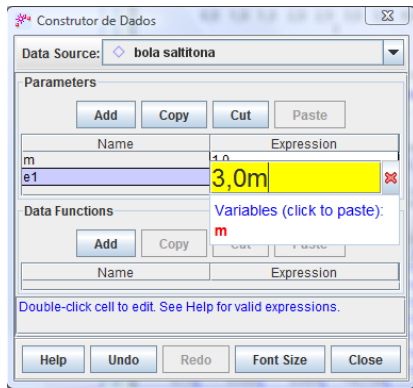 Construtor de Dados
Data Source: bola saltitona
Parameters
Add Copy Cut Paste
Name Expression
m 1,0
e1 3,0m
Variables (click to paste):
m
Data Functions
Add Copy Cut Paste
Name Expression
Double-click cell to edit. See Help for valid expressions.
Help Undo Redo Font Size Close